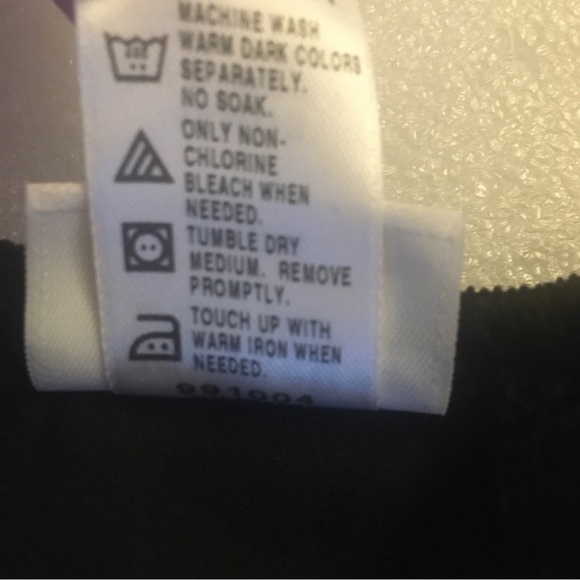 MACHINE WASH
WARM DARK COLORS
SEPARATELY.
NO SOAK.
ONLY NON-
CHLORINE
BLEACH WHEN
NEEDED.
TUMBLE DRY
MEDIUM. REMOVE
PROMPTLY.
TOUCH UP WITH
WARM IRON WHEN
NEEDED.
991004